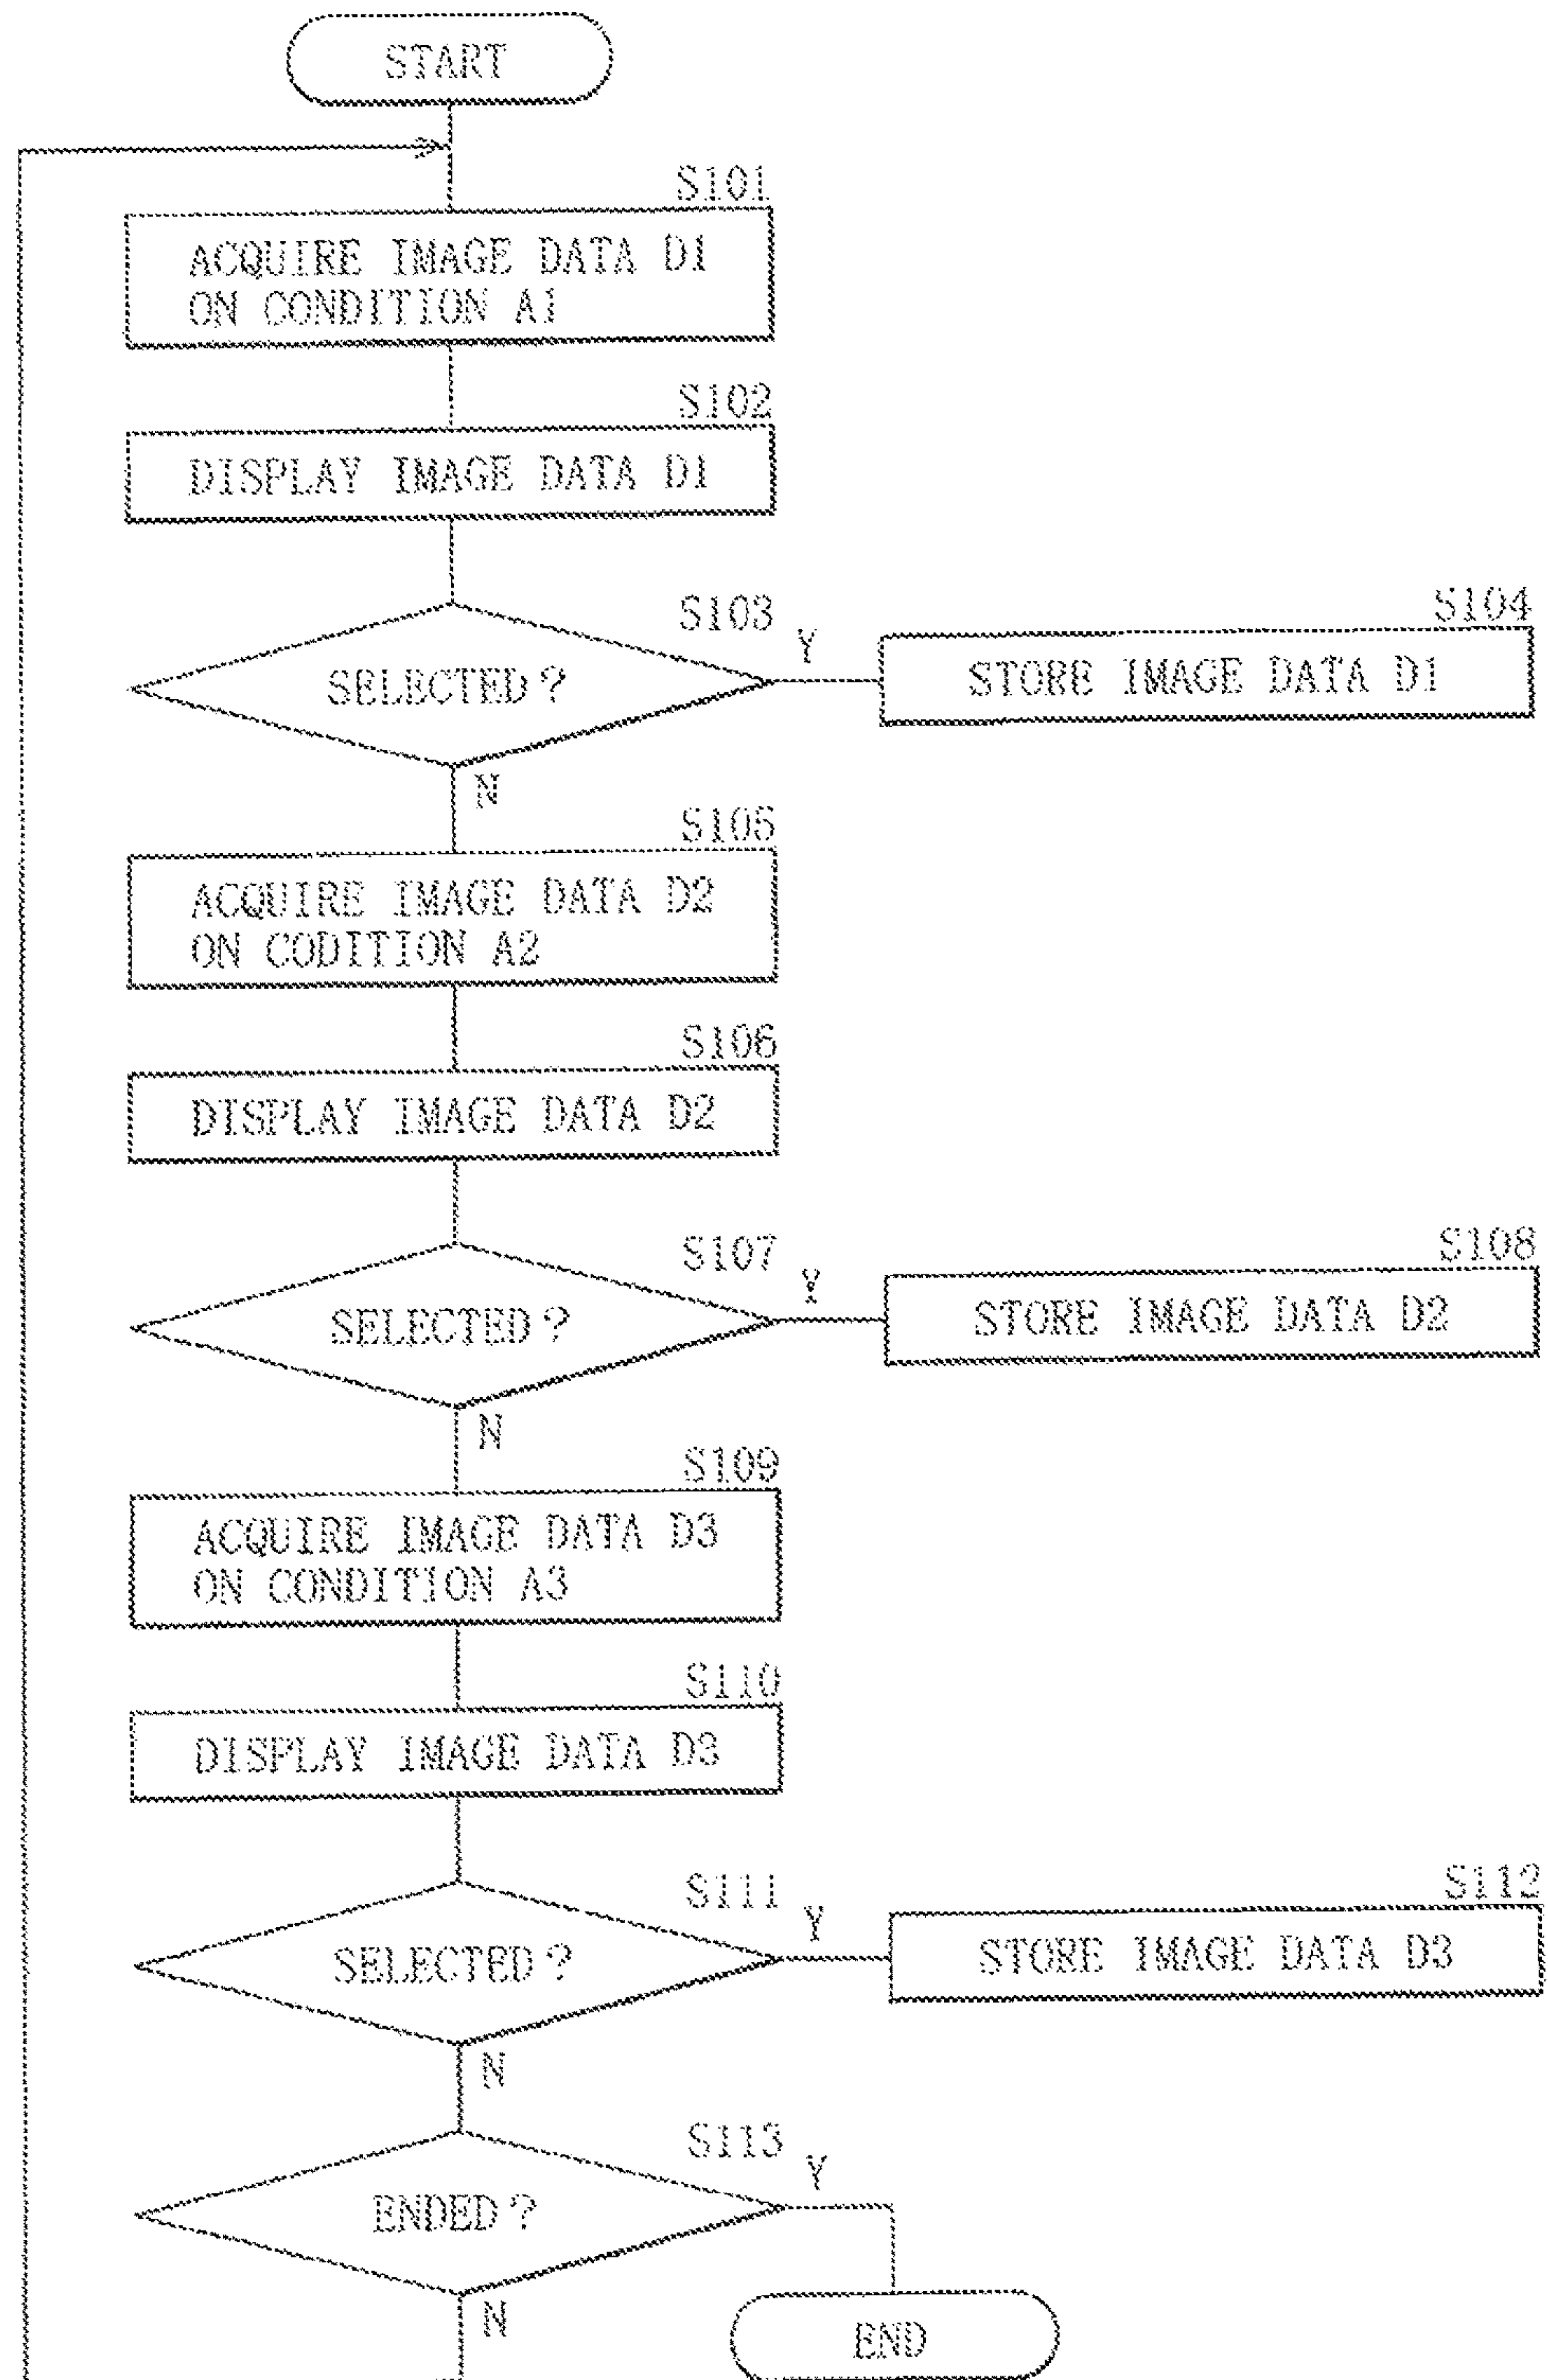 START
S101
ACQUIRE IMAGE DATA D1
ON CONDITION A1
S102
DISPLAY IMAGE DATA D1
S103
SELECTED?
Y
S104
STORE IMAGE DATA D1
N
S105
ACQUIRE IMAGE DATA D2
ON CODITION A2
S106
DISPLAY IMAGE DATA D2
S107
SELECTED?
Y
S108
STORE IMAGE DATA D2
N
S109
ACQUIRE IMAGE DATA D3
ON CONDITION A3
S110
DISPLAY IMAGE DATA D3
S111
SELECTED?
Y
S112
STORE IMAGE DATA D3
N
S113
ENDED?
Y
N
END